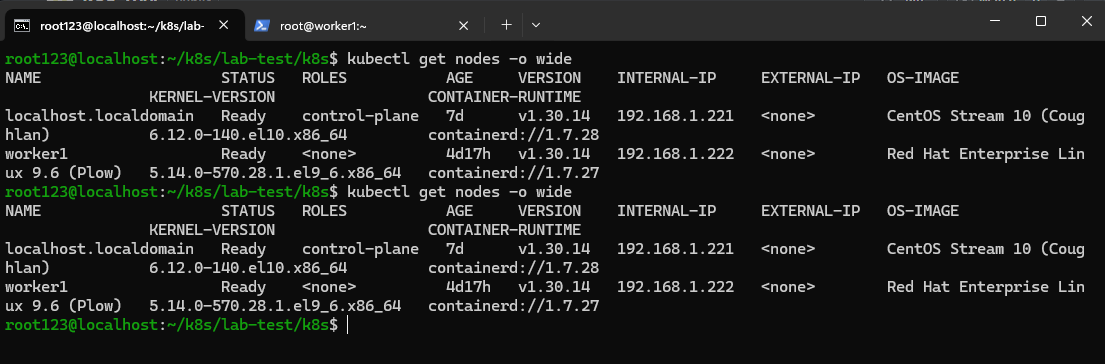 root123@localhost:~/k8s/lab-
root@worker1:~
root123@localhost:~/k8s/lab-test/k8s$ kubectl get nodes -o wide
NAME STATUS ROLES AGE VERSION INTERNAL-IP EXTERNAL-IP OS-IMAGE
KERNEL-VERSION CONTAINER-RUNTIME
localhost.localdomain Ready control-plane 7d v1.30.14 192.168.1.221 <none> CentOS Stream 10 (Coug
hlan) 6.12.0-140.el10.x86_64 containerd://1.7.28
worker1 Ready <none> 4d17h v1.30.14 192.168.1.222 <none> Red Hat Enterprise Lin
ux 9.6 (Plow) 5.14.0-570.28.1.el9_6.x86_64 containerd://1.7.27
root123@localhost:~/k8s/lab-test/k8s$ kubectl get nodes -o wide
NAME STATUS ROLES AGE VERSION INTERNAL-IP EXTERNAL-IP OS-IMAGE
KERNEL-VERSION CONTAINER-RUNTIME
localhost.localdomain Ready control-plane 7d v1.30.14 192.168.1.221 <none> CentOS Stream 10 (Coug
hlan) 6.12.0-140.el10.x86_64 containerd://1.7.28
worker1 Ready <none> 4d17h v1.30.14 192.168.1.222 <none> Red Hat Enterprise Lin
ux 9.6 (Plow) 5.14.0-570.28.1.el9_6.x86_64 containerd://1.7.27
root123@localhost:~/k8s/lab-test/k8s$